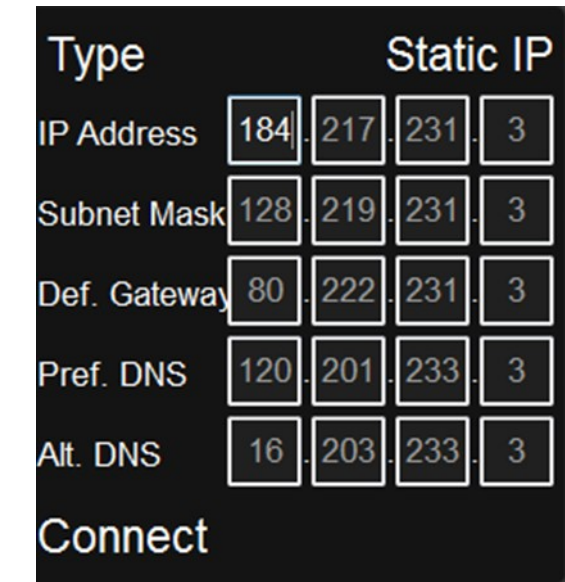 Type Static IP
IP Address 184.217.231.3
Subnet Mask 128.219.231.3
Def. Gateway 80.222.231.3
Pref. DNS 120.201.233.3
Alt. DNS 16.203.233.3
Connect